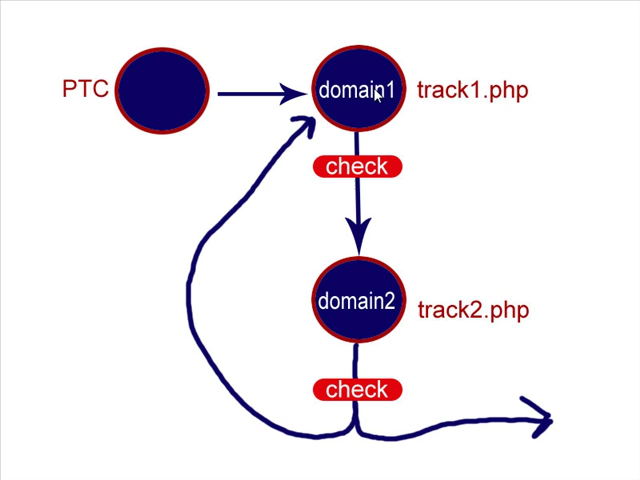 PTC
domain1
track1.php
check
domain2
track2.php
check